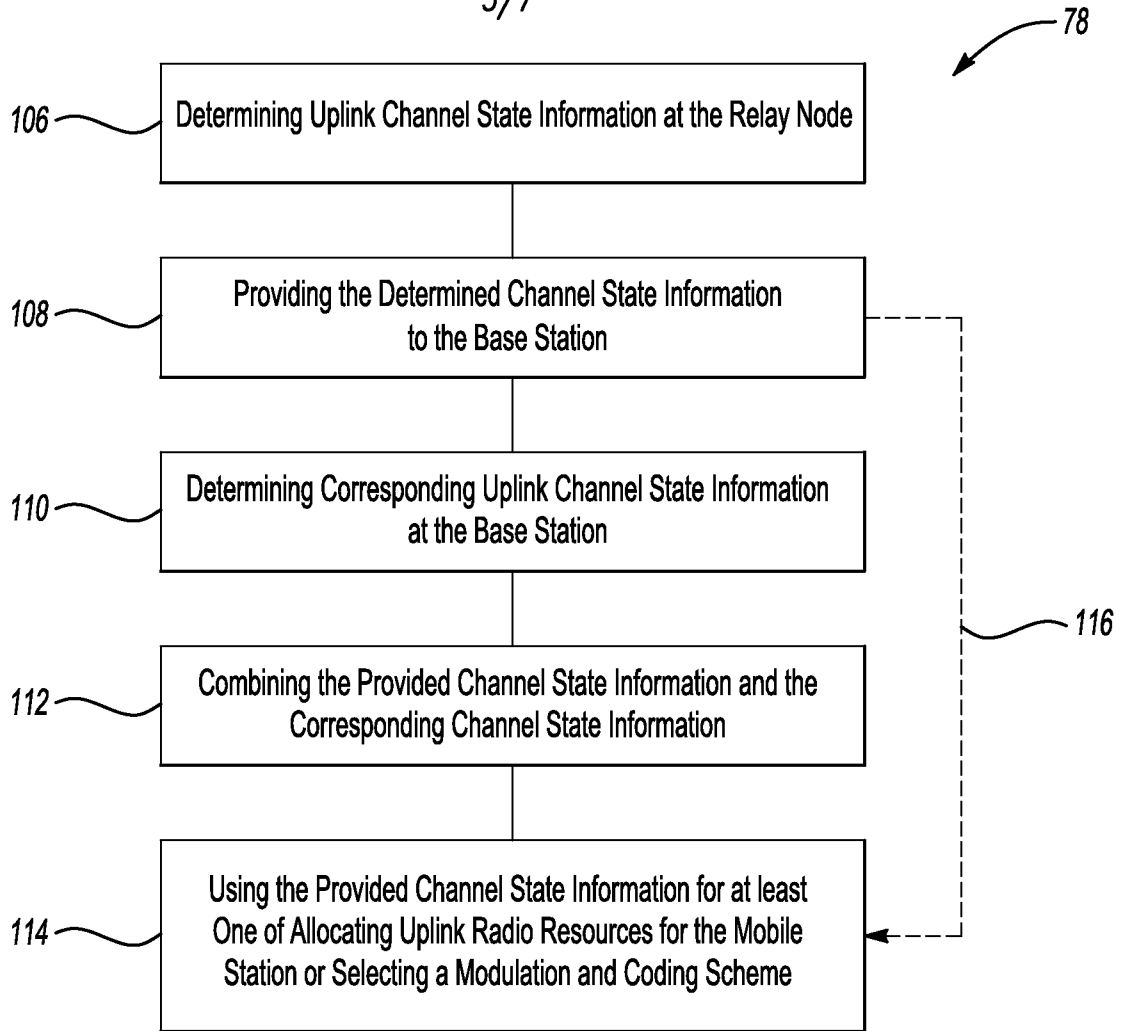 78
106
Determining Uplink Channel State Information at the Relay Node
108
Providing the Determined Channel State Information
to the Base Station
110
Determining Corresponding Uplink Channel State Information
at the Base Station
116
112
Combining the Provided Channel State Information and the
Corresponding Channel State Information
114
Using the Provided Channel State Information for at least
One of Allocating Uplink Radio Resources for the Mobile
Station or Selecting a Modulation and Coding Scheme